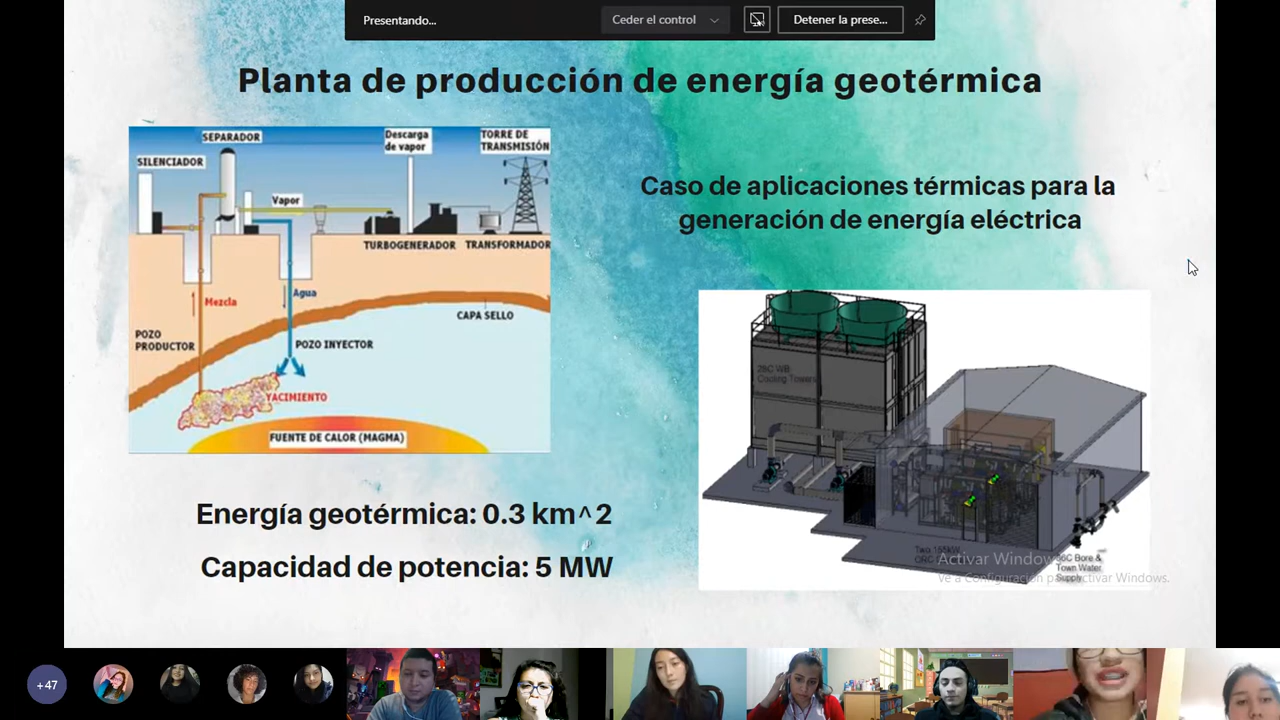 Presentando...
Ceder el control
Detener la prese...
Planta de producción de energía geotérmica
SEPARADOR
Descarga
de vapor
TORRE DE
TRANSMISIÓN
SILENCIADOR
Vapor
TURBOGENERADOR
TRANSFORMADOR
Mezcla
Agua
CAPA SELLO
POZO
PRODUCTOR
POZO INYECTOR
YACIMIENTO
FUENTE DE CALOR (MAGMA)
Caso de aplicaciones térmicas para la
generación de energía eléctrica
28C WB
Cooling Towers
Two 155kW
ORC
Bore &
Town Water
Supply
Energía geotérmica: 0.3 km^2
Capacidad de potencia: 5 MW
Activar Windows
Ve a Configuración para activar Windows.
+47